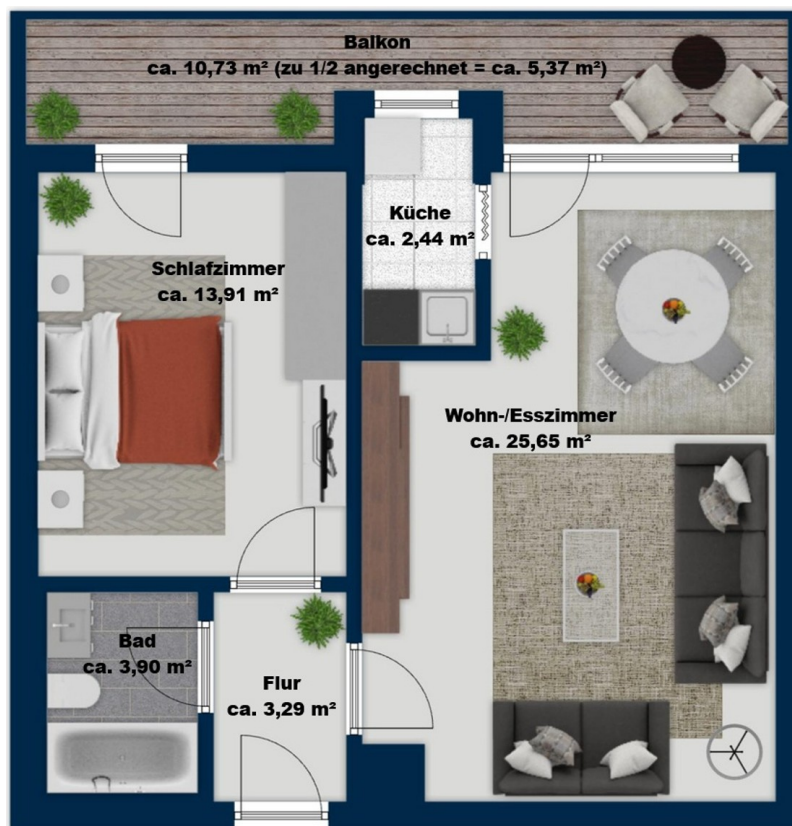 Balkon
ca. 10,73 m² (zu 1/2 angerechnet = ca. 5,37 m²)
Küche
ca. 2,44 m²
Schlafzimmer
ca. 13,91 m²
Wohn-/Esszimmer
ca. 25,65 m²
Bad
ca. 3,90 m²
Flur
ca. 3,29 m²